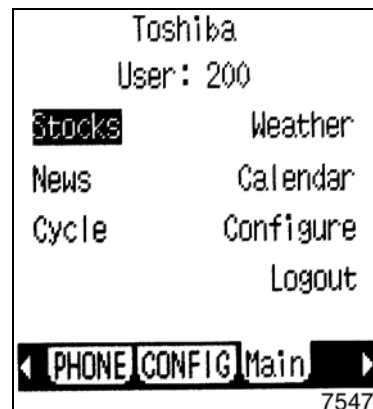 Toshiba
User: 200
Stocks Weather
News Calendar
Cycle Configure
Logout
PHONE CONFIG Main
7547